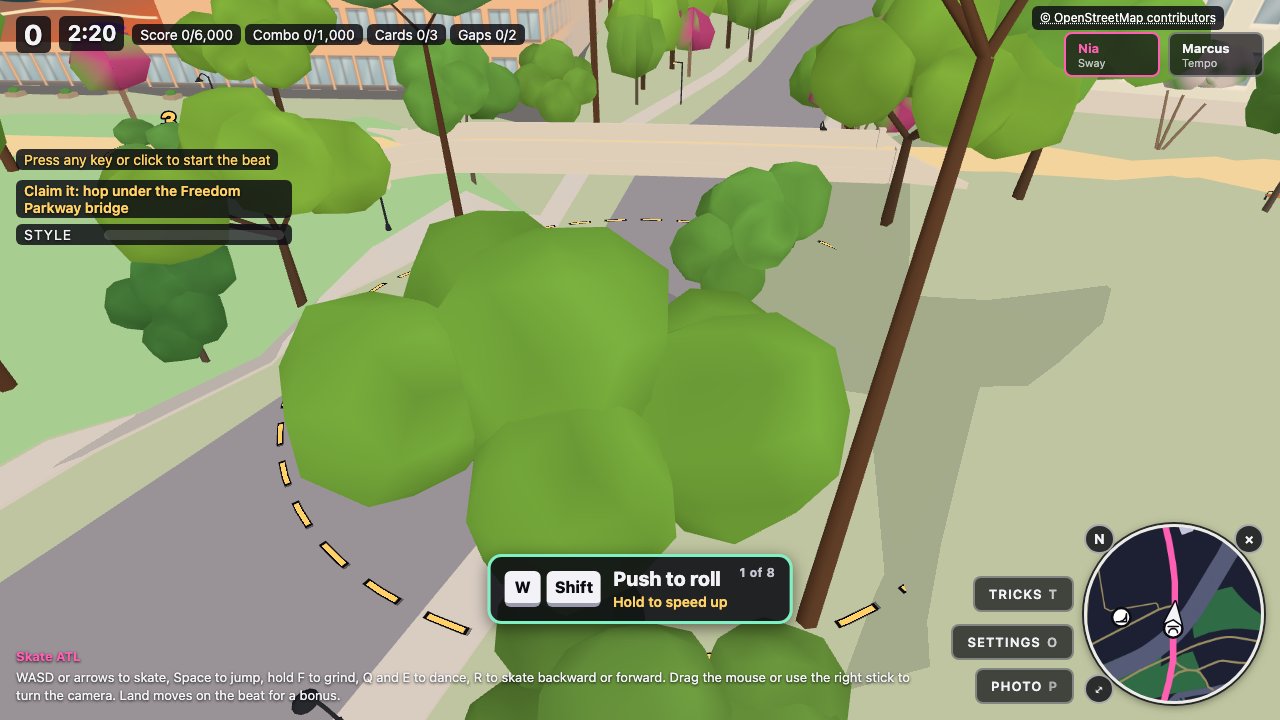 0
2:20
Score 0/6,000
Combo 0/1,000
Cards 0/3
Gaps 0/2
© OpenStreetMap contributors
Nia
Sway
Marcus
Tempo
3
Press any key or click to start the beat
Claim it: hop under the Freedom
Parkway bridge
STYLE
W
Shift
Push to roll
1 of 8
Hold to speed up
N
TRICKS T
SETTINGS O
PHOTO P
Skate ATL
WASD or arrows to skate, Space to jump, hold F to grind, Q and E to dance, R to skate backward or forward. Drag the mouse or use the right stick to
turn the camera. Land moves on the beat for a bonus.